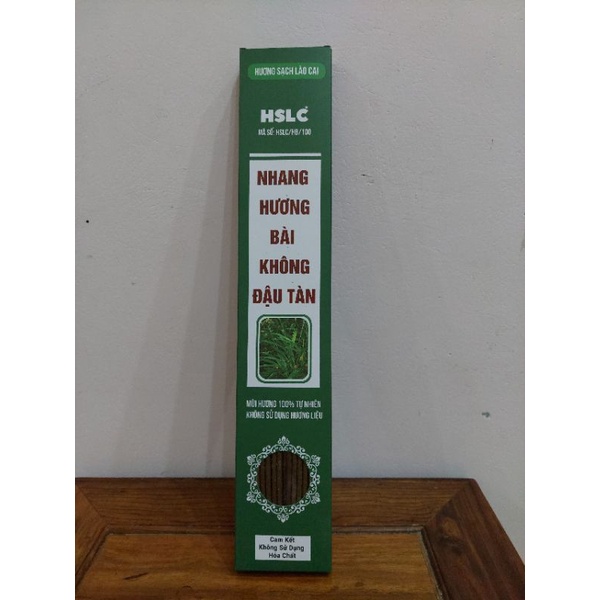 HƯƠNG SẠCH LÀO CAI
HSLC
MÃ SỐ: HSLC/HB/100
NHANG
HƯƠNG
BÀI
KHÔNG
ĐẬU TÀN
MÙI HƯƠNG 100% TỰ NHIÊN
KHÔNG SỬ DỤNG HƯƠNG LIỆU
Cam Kết
Không Sử Dụng
Hóa Chất